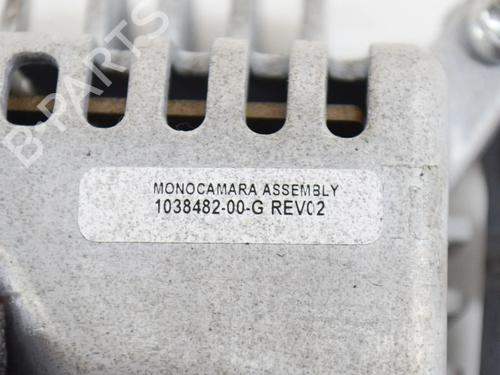 MONOCAMARA ASSEMBLY
1038482-00-G REV02
B-PARTS